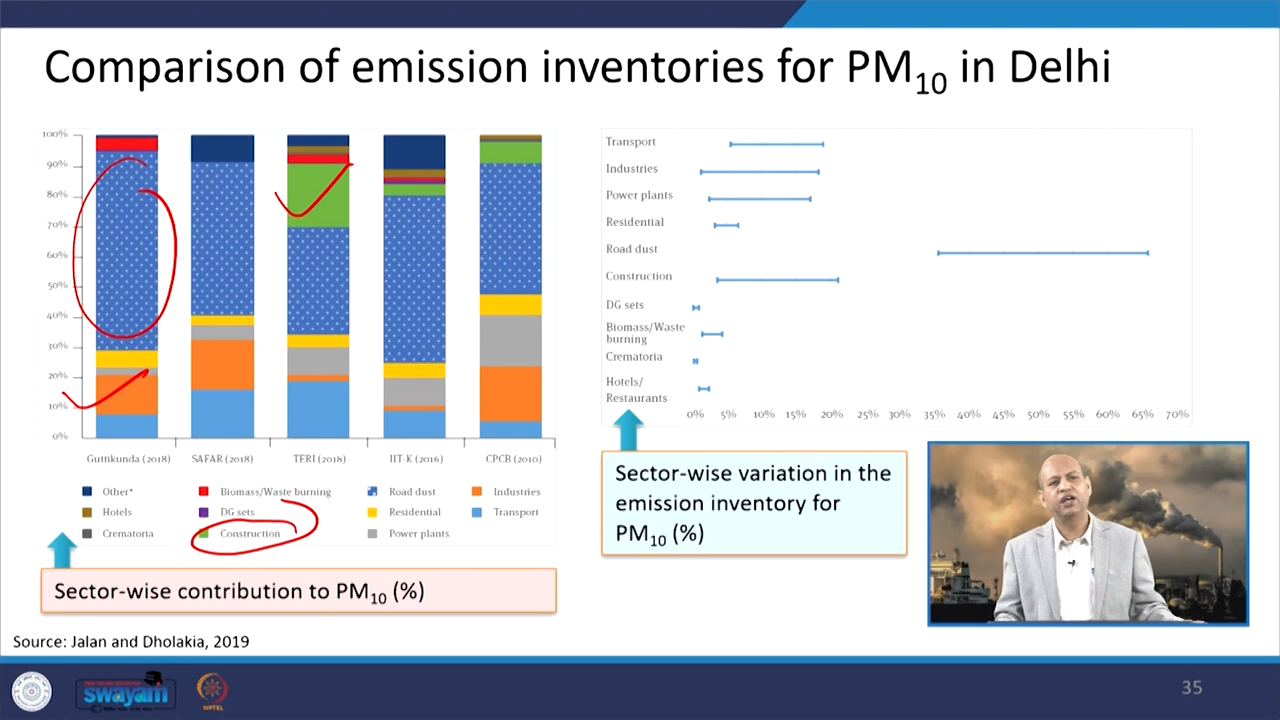 Comparison of emission inventories for PM10 in Delhi
100%
90%
80%
70%
60%
50%
40%
30%
20%
10%
0%
Guttikunda (2018) SAFAR (2018) TERI (2018) IIT-K (2016) CPCB (2010)
Other* Biomass/Waste burning Road dust Industries
Hotels DG sets Residential Transport
Crematoria Construction Power plants
Sector-wise contribution to PM10 (%)
Transport
Industries
Power plants
Residential
Road dust
Construction
DG sets
Biomass/Waste
burning
Crematoria
Hotels/
Restaurants
0% 5% 10% 15% 20% 25% 30% 35% 40% 45% 50% 55% 60% 65% 70%
Sector-wise variation in the
emission inventory for
PM10 (%)
Source: Jalan and Dholakia, 2019
swayam
NPTEL
35